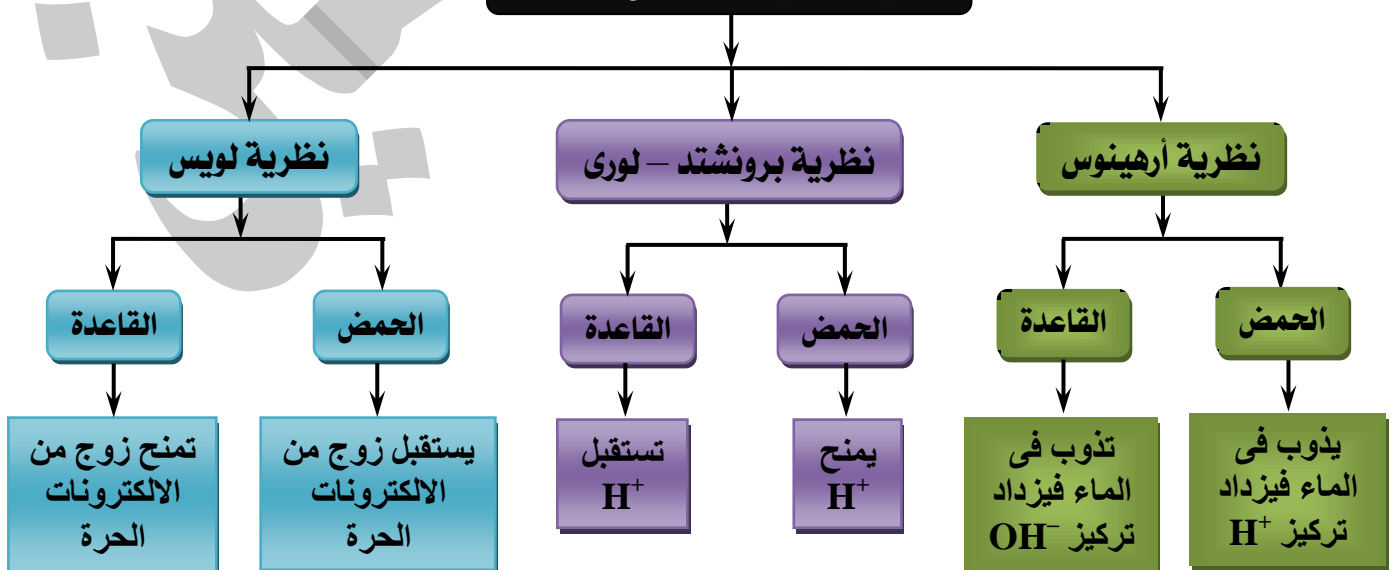 نظرية أرهينوس
نظرية برونشتد – لورى
نظرية لويس
الحمض
القاعدة
الحمض
القاعدة
الحمض
القاعدة
يذوب فى
الماء فيزداد
تركيز H⁺
تذوب فى
الماء فيزداد
تركيز OH⁻
يمنح
H⁺
تستقبل
H⁺
يستقبل زوج من
الالكترونات
الحرة
تمنح زوج من
الالكترونات
الحرة